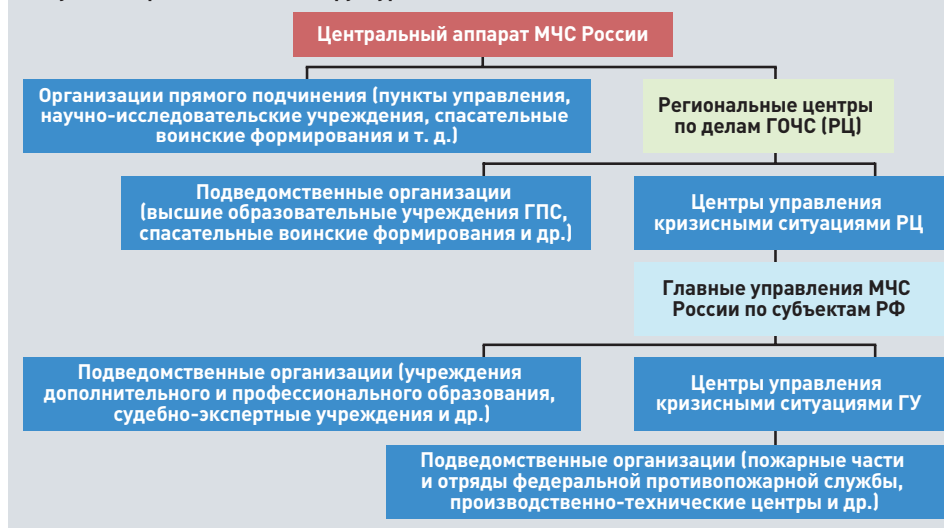 Центральный аппарат МЧС России
Организации прямого подчинения (пункты управления,
научно-исследовательские учреждения, спасательные
воинские формирования и т. д.)
Региональные центры
по делам ГОЧС (РЦ)
Подведомственные организации
(высшие образовательные учреждения ГПС,
спасательные воинские формирования и др.)
Центры управления
кризисными ситуациями РЦ
Главные управления МЧС
России по субъектам РФ
Подведомственные организации (учреждения
дополнительного и профессионального образования,
судебно-экспертные учреждения и др.)
Центры управления
кризисными ситуациями ГУ
Подведомственные организации (пожарные части
и отряды федеральной противопожарной службы,
производственно-технические центры и др.)